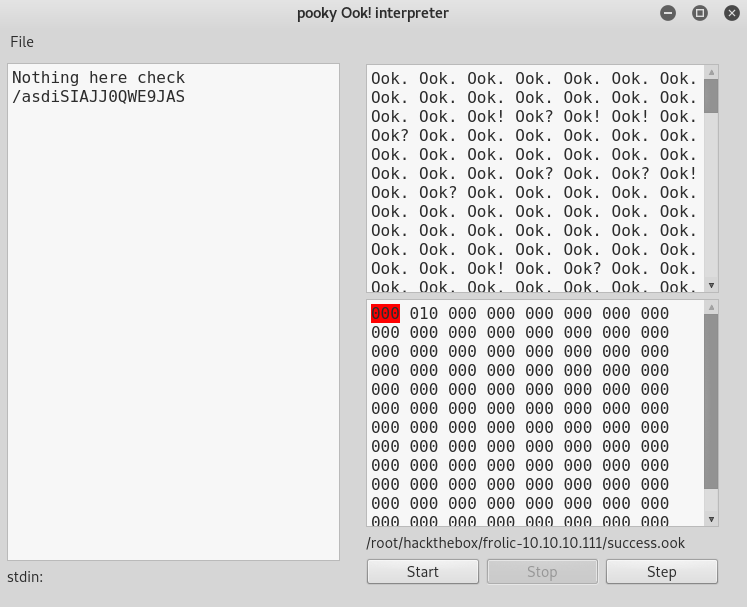 pooky Ook! interpreter
File
Nothing here check
/asdiSIAJJ0QWE9JAS
stdin:
Ook. Ook. Ook. Ook. Ook. Ook. Ook.
Ook. Ook. Ook. Ook. Ook. Ook. Ook.
Ook. Ook. Ook! Ook? Ook! Ook! Ook.
Ook? Ook. Ook. Ook. Ook. Ook. Ook.
Ook. Ook. Ook. Ook. Ook. Ook. Ook.
Ook. Ook. Ook. Ook? Ook. Ook? Ook!
Ook. Ook? Ook. Ook. Ook. Ook. Ook.
Ook. Ook. Ook. Ook. Ook. Ook. Ook.
Ook. Ook. Ook. Ook. Ook. Ook. Ook.
Ook. Ook. Ook. Ook. Ook. Ook. Ook.
Ook. Ook. Ook! Ook. Ook? Ook. Ook.
Ook. Ook. Ook. Ook. Ook. Ook. Ook.
000 010 000 000 000 000 000 000
000 000 000 000 000 000 000 000
000 000 000 000 000 000 000 000
000 000 000 000 000 000 000 000
000 000 000 000 000 000 000 000
000 000 000 000 000 000 000 000
000 000 000 000 000 000 000 000
000 000 000 000 000 000 000 000
000 000 000 000 000 000 000 000
000 000 000 000 000 000 000 000
000 000 000 000 000 000 000 000
000 000 000 000 000 000 000 000
/root/hackthebox/frolic-10.10.10.111/success.ook
Start
Stop
Step